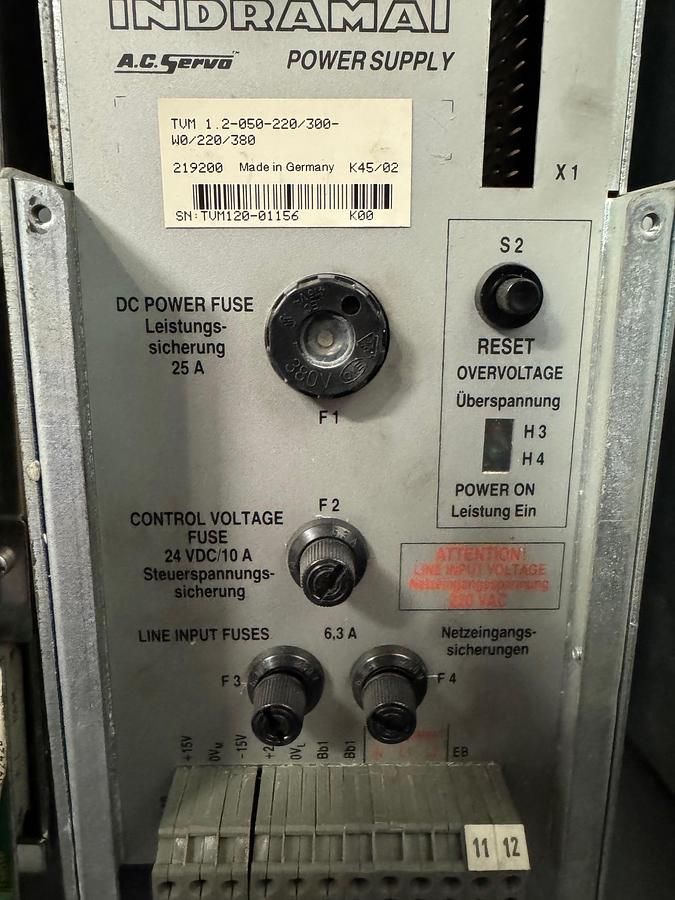 INDRAMAT
A.C. Servo™ POWER SUPPLY
TVM 1.2-050-220/300-
W0/220/380
219200 Made in Germany K45/02
SN:TVM120-01156 K00
X1
S2
RESET
OVERVOLTAGE
Überspannung
H3
H4
POWER ON
Leistung Ein
DC POWER FUSE
Leistungs-
sicherung
25 A
380V
F1
F2
CONTROL VOLTAGE
FUSE
24 VDC/10 A
Steuerspannungs-
sicherung
ATTENTION!
LINE INPUT VOLTAGE
Netzeingangsspannung
220 VAC
LINE INPUT FUSES 6,3 A Netzeingangs-
sicherungen
F3 F4
+15V 0VM -15V 0VL Bb1 Bb1 EB
11 12